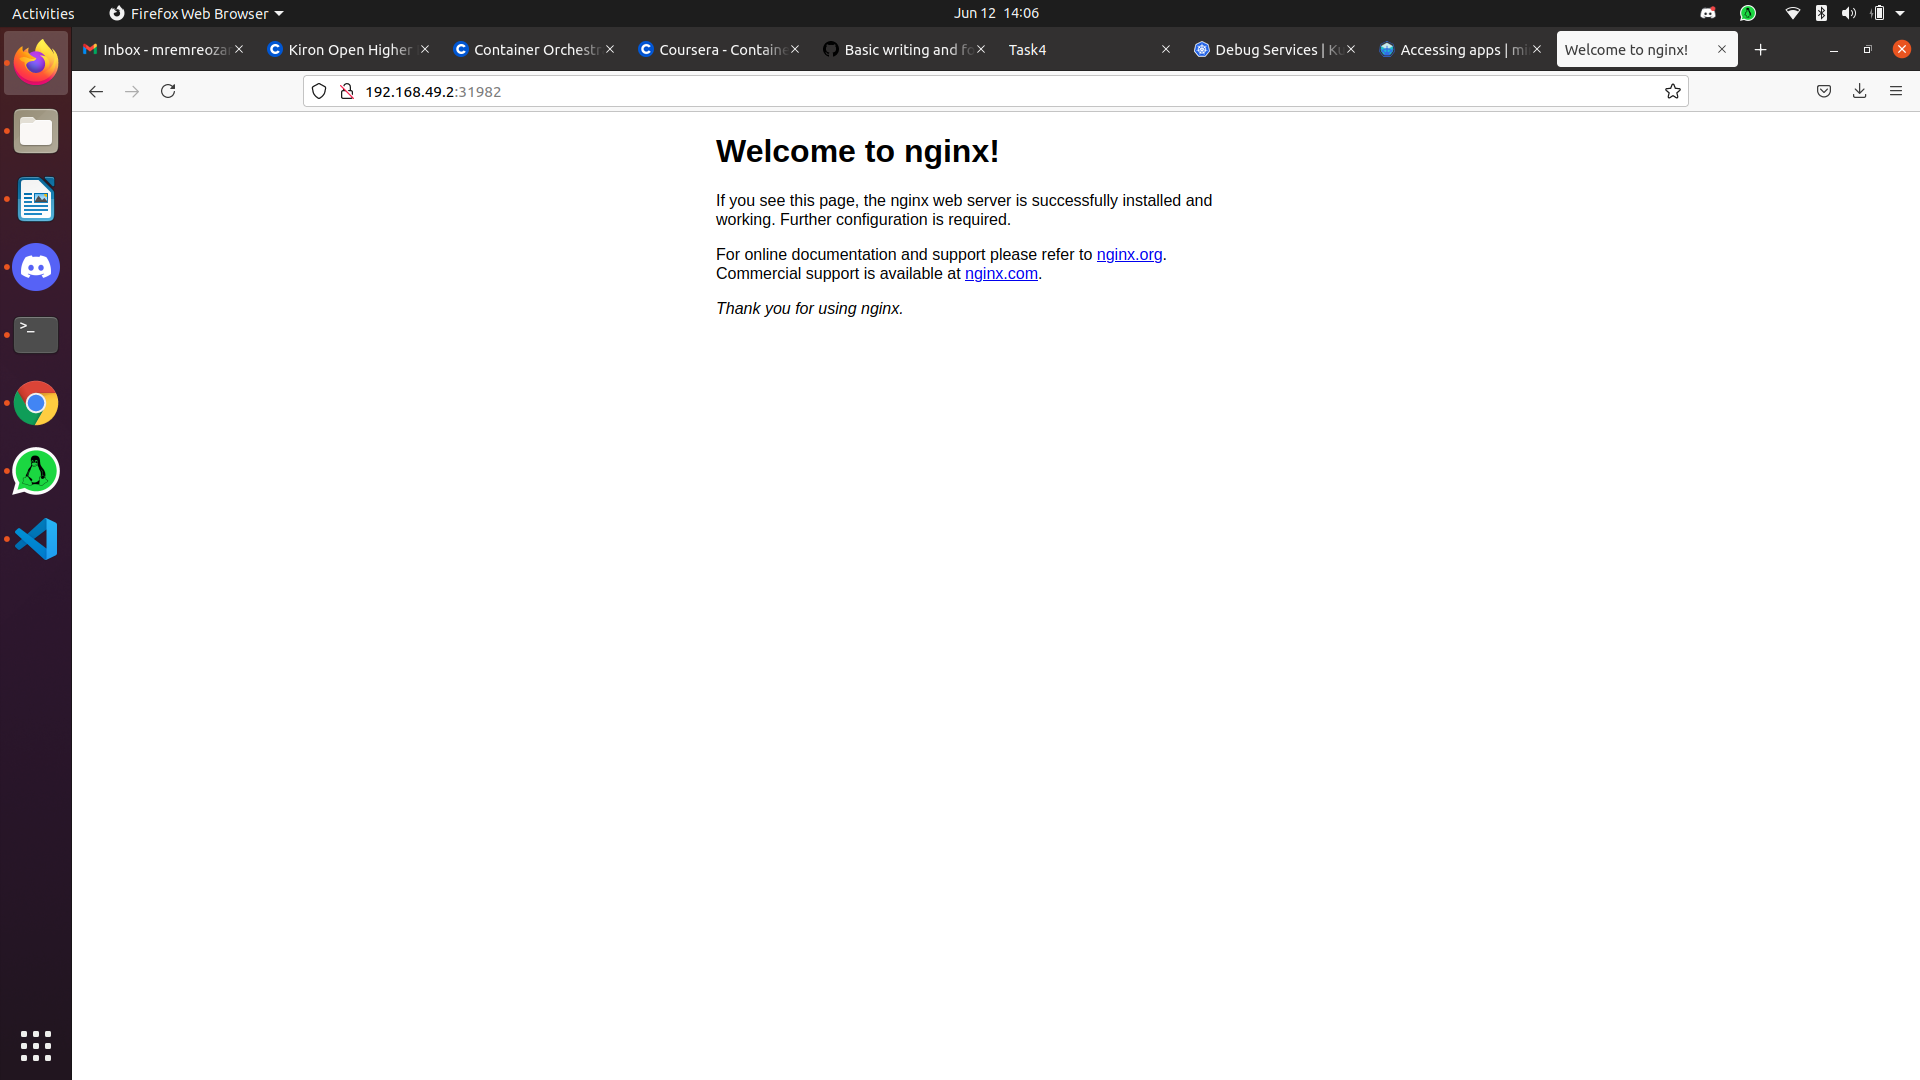 Activities
Firefox Web Browser
Jun 12 14:06
Inbox - mremreoza
Kiron Open Higher
Container Orchestr
Coursera - Containe
Basic writing and fo
Task4
Debug Services | Ku
Accessing apps | mi
Welcome to nginx!
192.168.49.2:31982
Welcome to nginx!
If you see this page, the nginx web server is successfully installed and
working. Further configuration is required.
For online documentation and support please refer to nginx.org.
Commercial support is available at nginx.com.
Thank you for using nginx.
>_